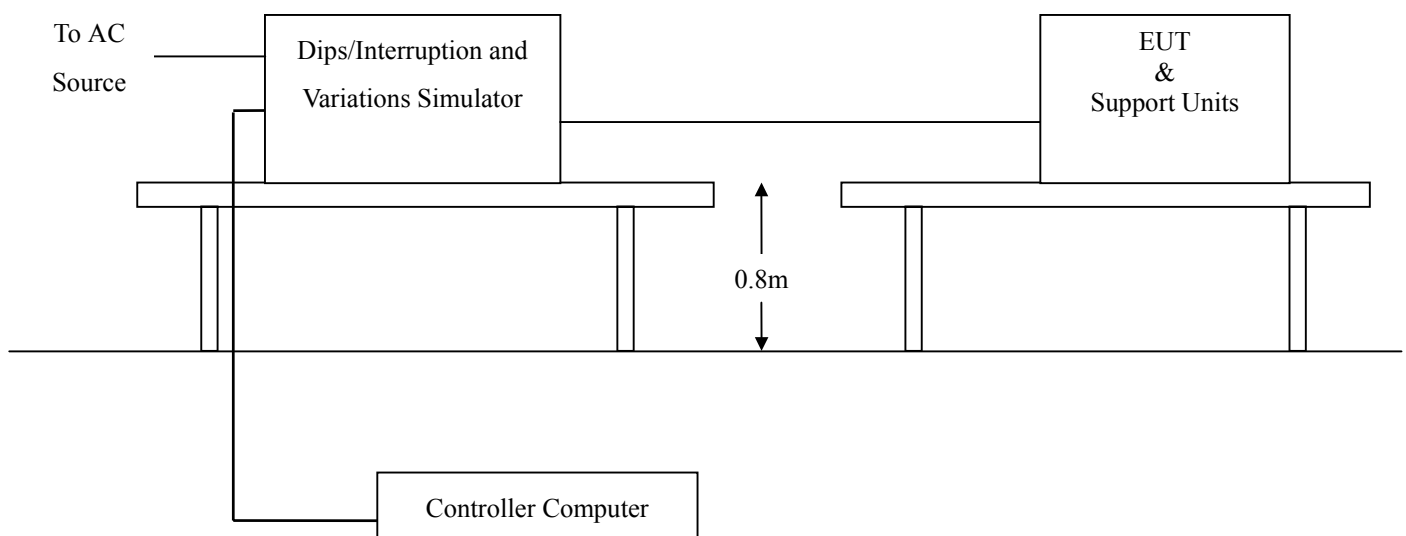 To AC
Source
Dips/Interruption and
Variations Simulator
EUT
&
Support Units
0.8m
Controller Computer